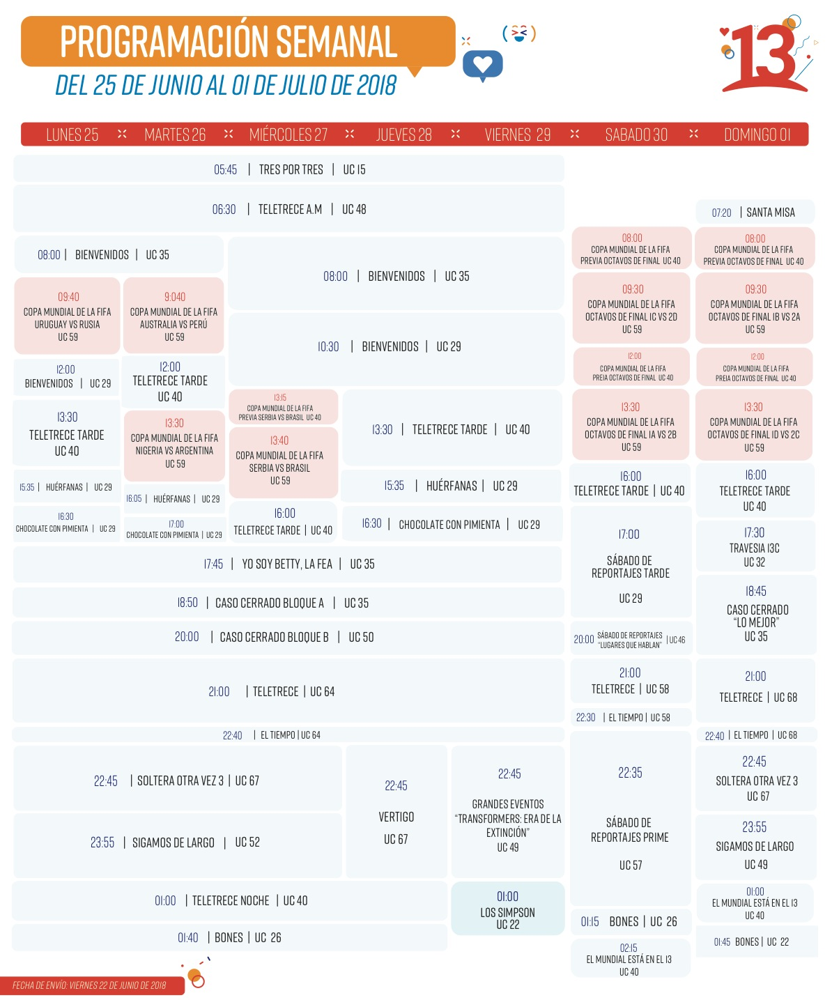 PROGRAMACIÓN SEMANAL
DEL 25 DE JUNIO AL 01 DE JULIO DE 2018
13
LUNES 25
MARTES 26
MIÉRCOLES 27
JUEVES 28
VIERNES 29
SABADO 30
DOMINGO 01
05:45 | TRES POR TRES | UC 15
06:30 | TELETRECE A.M | UC 48
07:20 | SANTA MISA
08:00 | BIENVENIDOS | UC 35
08:00 | BIENVENIDOS | UC 35
08:00
COPA MUNDIAL DE LA FIFA
PREVIA OCTAVOS DE FINAL UC 40
08:00
COPA MUNDIAL DE LA FIFA
PREVIA OCTAVOS DE FINAL UC 40
09:40
COPA MUNDIAL DE LA FIFA
URUGUAY VS RUSIA
UC 59
9:040
COPA MUNDIAL DE LA FIFA
AUSTRALIA VS PERÚ
UC 59
09:30
COPA MUNDIAL DE LA FIFA
OCTAVOS DE FINAL 1C VS 2D
UC 59
09:30
COPA MUNDIAL DE LA FIFA
OCTAVOS DE FINAL 1B VS 2A
UC 59
10:30 | BIENVENIDOS | UC 29
12:00
BIENVENIDOS | UC 29
12:00
TELETRECE TARDE
UC 40
12:00
COPA MUNDIAL DE LA FIFA
PREIA OCTAVOS DE FINAL UC 40
12:00
COPA MUNDIAL DE LA FIFA
PREIA OCTAVOS DE FINAL UC 40
13:30
TELETRECE TARDE
UC 40
13:30
COPA MUNDIAL DE LA FIFA
NIGERIA VS ARGENTINA
UC 59
13:15
COPA MUNDIAL DE LA FIFA
PREVIA SERBIA VS BRASIL UC 40
13:40
COPA MUNDIAL DE LA FIFA
SERBIA VS BRASIL
UC 59
13:30 | TELETRECE TARDE | UC 40
13:30
COPA MUNDIAL DE LA FIFA
OCTAVOS DE FINAL 1A VS 2B
UC 59
13:30
COPA MUNDIAL DE LA FIFA
OCTAVOS DE FINAL 1D VS 2C
UC 59
15:35 | HUÉRFANAS | UC 29
16:05 | HUÉRFANAS | UC 29
15:35 | HUÉRFANAS | UC 29
16:00
TELETRECE TARDE | UC 40
16:00
TELETRECE TARDE
UC 40
16:30
CHOCOLATE CON PIMIENTA | UC 29
17:00
CHOCOLATE CON PIMIENTA | UC 29
16:00
TELETRECE TARDE | UC 40
16:30 | CHOCOLATE CON PIMIENTA | UC 29
17:00
SÁBADO DE
REPORTAJES TARDE
UC 29
17:30
TRAVESIA 13C
UC 32
17:45 | YO SOY BETTY, LA FEA | UC 35
18:50 | CASO CERRADO BLOQUE A | UC 35
18:45
CASO CERRADO
“LO MEJOR”
UC 35
20:00 | CASO CERRADO BLOQUE B | UC 50
20:00 SÁBADO DE REPORTAJES
“LUGARES QUE HABLAN” | UC 46
21:00 | TELETRECE | UC 64
21:00
TELETRECE | UC 58
21:00
TELETRECE | UC 68
22:30 | EL TIEMPO | UC 58
22:40 | EL TIEMPO | UC 64
22:40 | EL TIEMPO | UC 68
22:45 | SOLTERA OTRA VEZ 3 | UC 67
22:45
VERTIGO
UC 67
22:45
GRANDES EVENTOS
“TRANSFORMERS: ERA DE LA
EXTINCIÓN”
UC 49
22:35
SÁBADO DE
REPORTAJES PRIME
UC 57
22:45
SOLTERA OTRA VEZ 3
UC 67
23:55 | SIGAMOS DE LARGO | UC 52
23:55
SIGAMOS DE LARGO
UC 49
01:00 | TELETRECE NOCHE | UC 40
01:00
LOS SIMPSON
UC 22
01:00
EL MUNDIAL ESTÁ EN EL 13
UC 40
01:15 BONES | UC 26
01:40 | BONES | UC 26
01:45 BONES | UC 22
02:15
EL MUNDIAL ESTÁ EN EL 13
UC 40
FECHA DE ENVÍO: VIERNES 22 DE JUNIO DE 2018